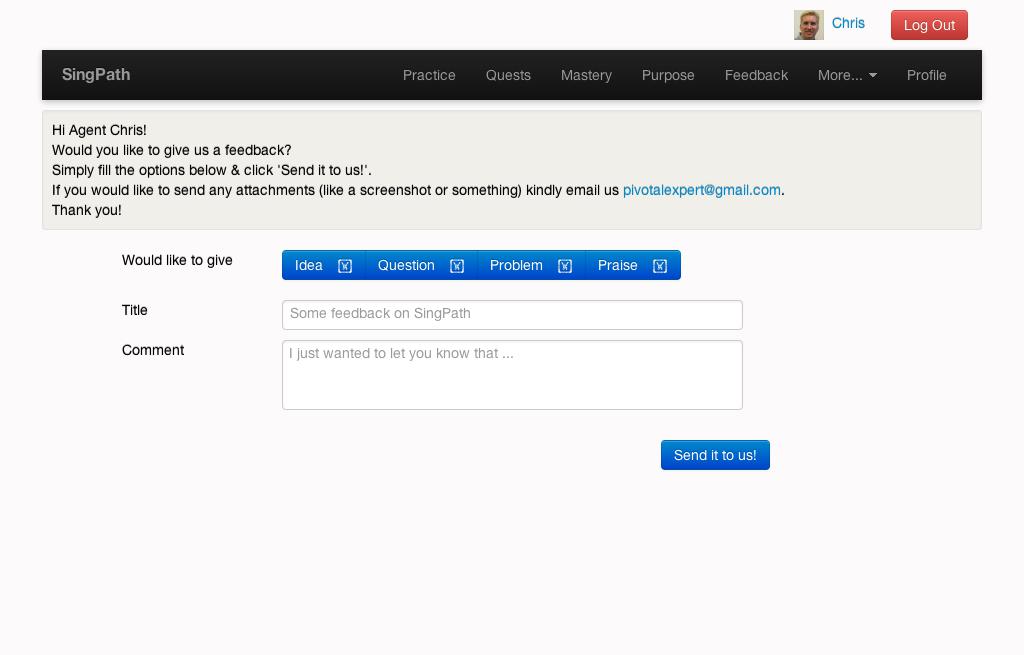 Chris
Log Out
SingPath
Practice
Quests
Mastery
Purpose
Feedback
More...
Profile
Hi Agent Chris!
Would you like to give us a feedback?
Simply fill the options below & click 'Send it to us!'.
If you would like to send any attachments (like a screenshot or something) kindly email us pivotalexpert@gmail.com.
Thank you!
Would like to give
Idea
Question
Problem
Praise
Title
Some feedback on SingPath
Comment
I just wanted to let you know that ...
Send it to us!